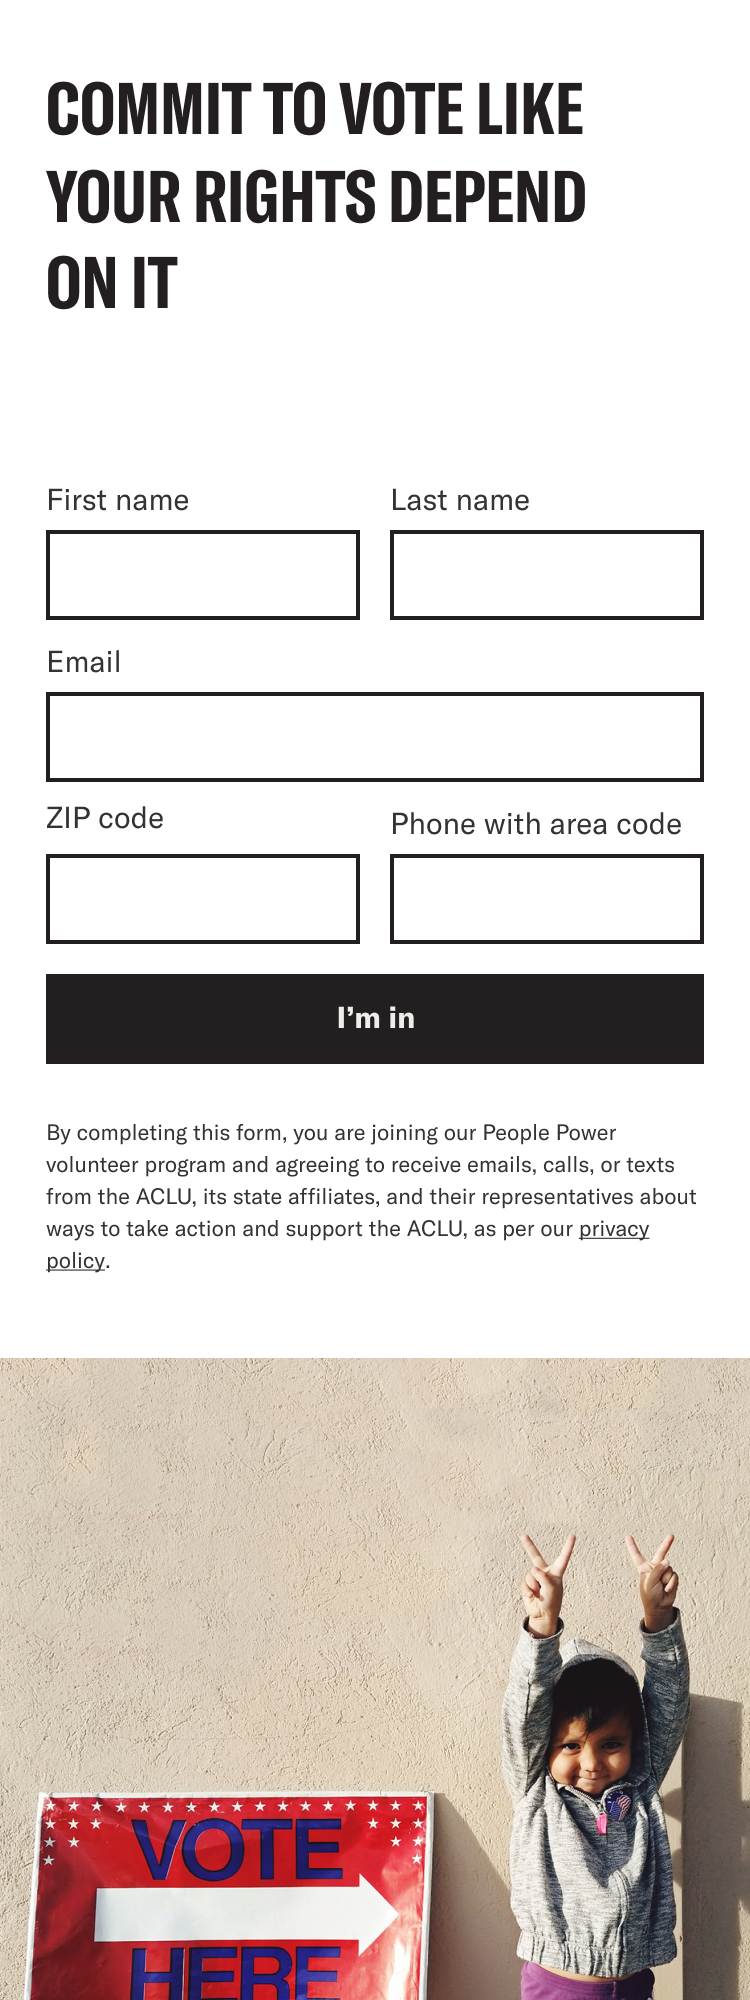 COMMIT TO VOTE LIKE
YOUR RIGHTS DEPEND
ON IT
First name
Last name
Email
ZIP code
Phone with area code
I’m in
By completing this form, you are joining our People Power
volunteer program and agreeing to receive emails, calls, or texts
from the ACLU, its state affiliates, and their representatives about
ways to take action and support the ACLU, as per our privacy
policy.
VOTE
HERE